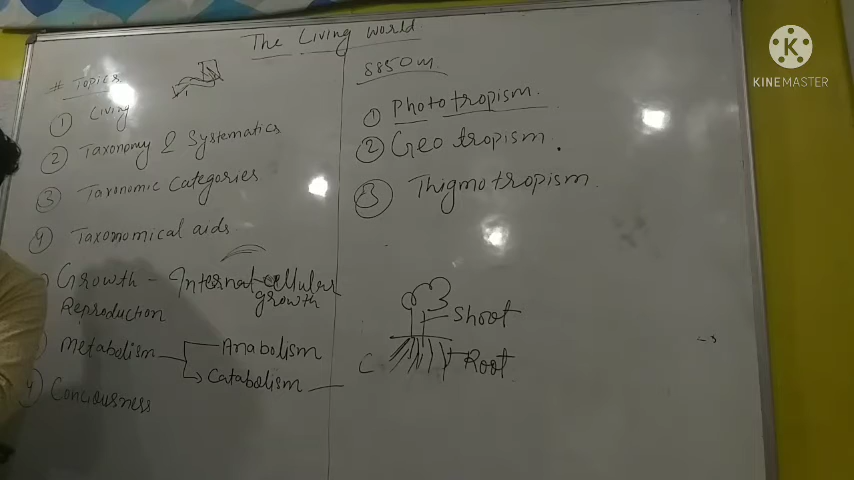 The Living world
# Topics
① Living
② Taxonomy & Systematics
③ Taxonomic Categories
④ Taxonomical aids
Growth - Internal cellular growth
Reproduction
Metabolism
Anabolism
Catabolism
4) Conciousness
8850m
① Phototropism.
② Geotropism.
③ Thigmotropism.
Shoot
Root
K
KINEMASTER